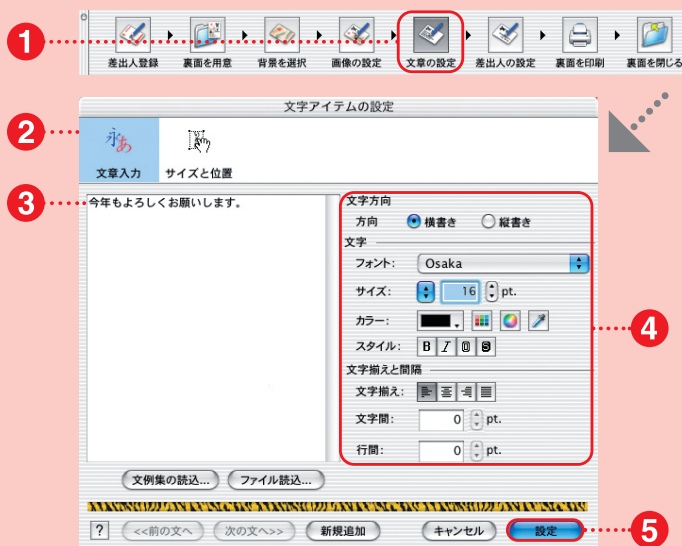 1
差出人登録 裏面を用意 背景を選択 画像の設定 文章の設定 差出人の設定 裏面を印刷 裏面を閉じる
文字アイテムの設定
2
永あ
文章入力 サイズと位置
3
今年もよろしくお願いします。
文字方向
方向 横書き 縦書き
文字
フォント: Osaka
サイズ: 16 pt.
カラー:
4
スタイル: B I O S
文字揃えと間隔
文字揃え:
文字間: 0 pt.
行間: 0 pt.
文例集の読込... ファイル読込...
? <<前の文へ 次の文へ>> 新規追加 キャンセル 設定
5